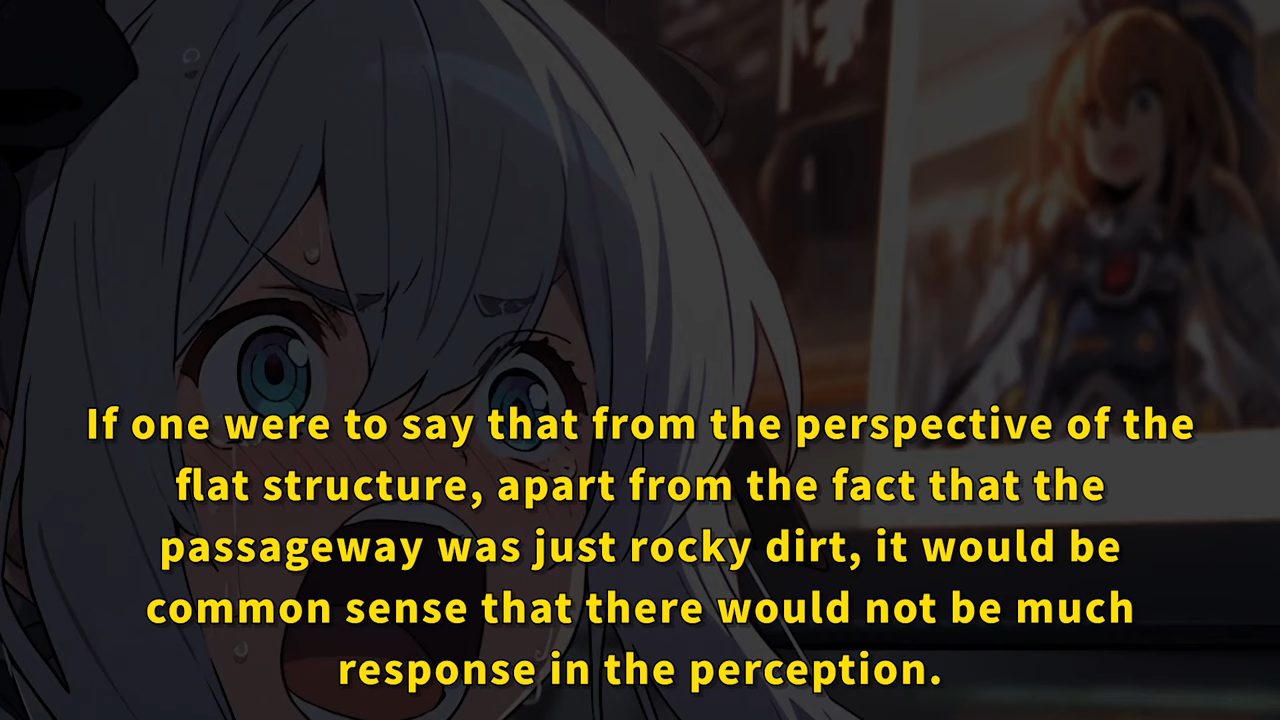 If one were to say that from the perspective of the
flat structure, apart from the fact that the
passageway was just rocky dirt, it would be
common sense that there would not be much
response in the perception.